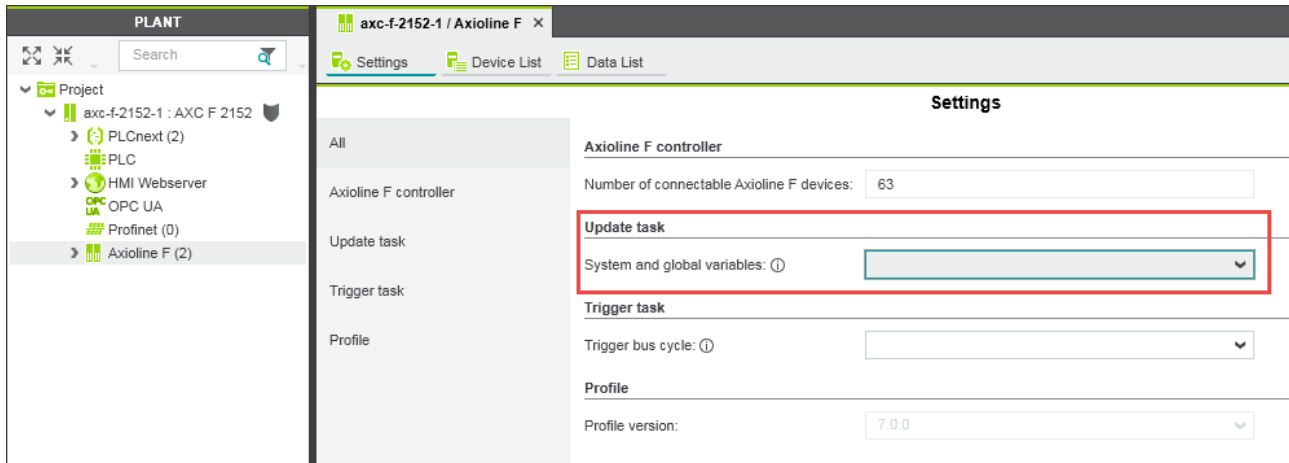 PLANT
Search
Project
axc-f-2152-1 : AXC F 2152
PLCnext (2)
PLC
HMI Webserver
OPC UA OPC UA
Profinet (0)
Axioline F (2)
axc-f-2152-1 / Axioline F
Settings Device List Data List
Settings
All
Axioline F controller
Update task
Trigger task
Profile
Axioline F controller
Number of connectable Axioline F devices: 63
Update task
System and global variables:
Trigger task
Trigger bus cycle:
Profile
Profile version: 7.0.0